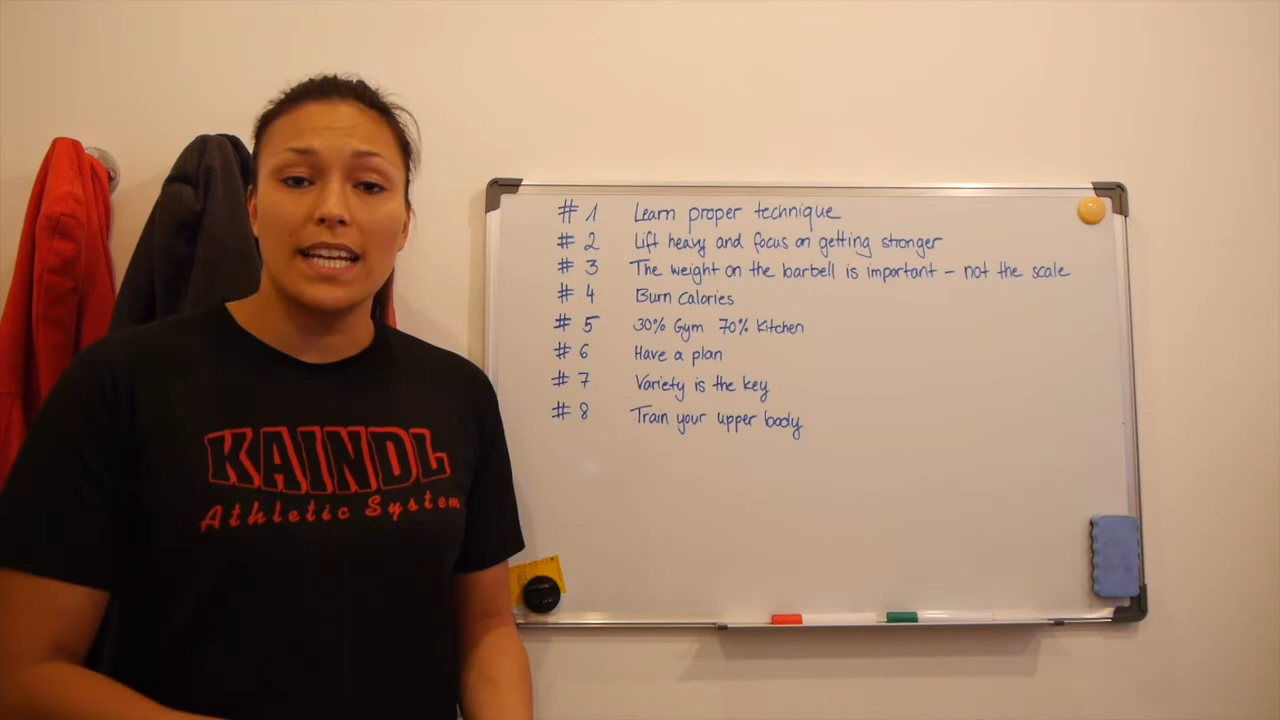 #1 Learn proper technique
#2 Lift heavy and focus on getting stronger
#3 The weight on the barbell is important - not the scale
#4 Burn Calories
#5 30% Gym 70% Kitchen
#6 Have a plan
#7 Variety is the key
#8 Train your upper body
KAINDL
Athletic System